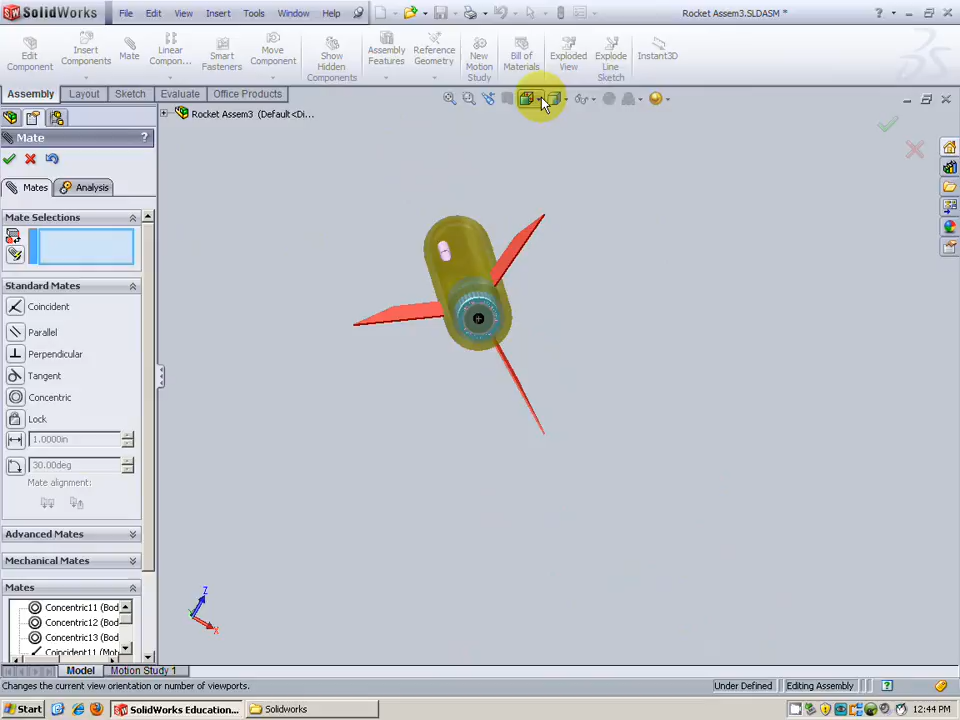 SolidWorks File Edit View Insert Tools Window Help Rocket Assem3.SLDASM *
Edit Component
Insert Components
Mate
Linear Compon...
Smart Fasteners
Move Component
Show Hidden Components
Assembly Features
Reference Geometry
New Motion Study
Bill of Materials
Exploded View
Explode Line Sketch
Instant3D
Assembly Layout Sketch Evaluate Office Products
Rocket Assem3 (Default<Di...
Mate ?
Mates Analysis
Mate Selections
Standard Mates
Coincident
Parallel
Perpendicular
Tangent
Concentric
Lock
1.0000in
30.00deg
Mate alignment:
Advanced Mates
Mechanical Mates
Mates
Concentric11 (Bod
Concentric12 (Bod
Concentric13 (Bod
Coincident11 (Mot
Z
X
Model Motion Study 1
Changes the current view orientation or number of viewports. Under Defined Editing Assembly ?
Start SolidWorks Education... Solidworks 12:44 PM